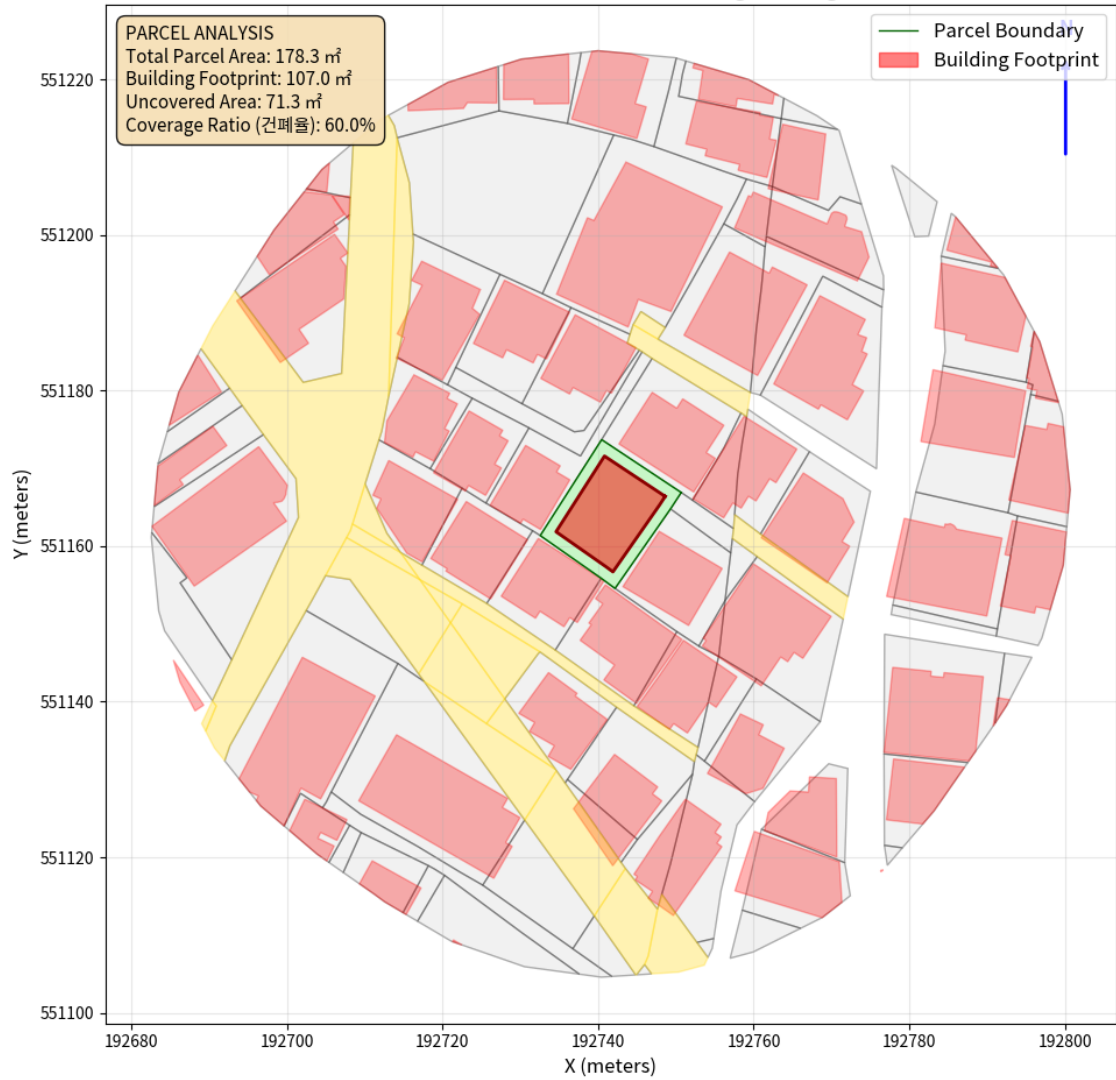 PARCEL ANALYSIS
Total Parcel Area: 178.3 ㎡
Building Footprint: 107.0 ㎡
Uncovered Area: 71.3 ㎡
Coverage Ratio (건폐율): 60.0%
N
Parcel Boundary
Building Footprint
551220
551200
551180
551160
551140
551120
551100
Y (meters)
192680
192700
192720
192740
192760
192780
192800
X (meters)